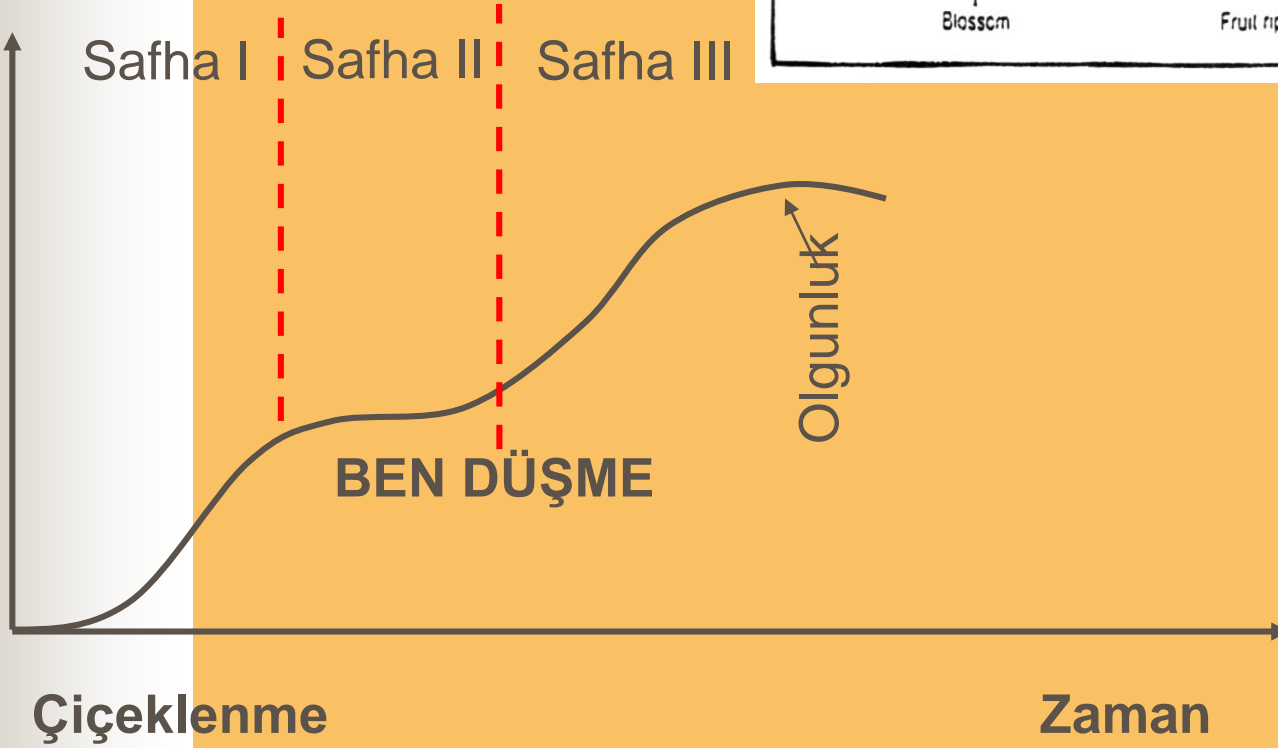 Blossom
Safha I
Safha II
Safha III
Olgunluk
BEN DÜŞME
Çiçeklenme
Zaman